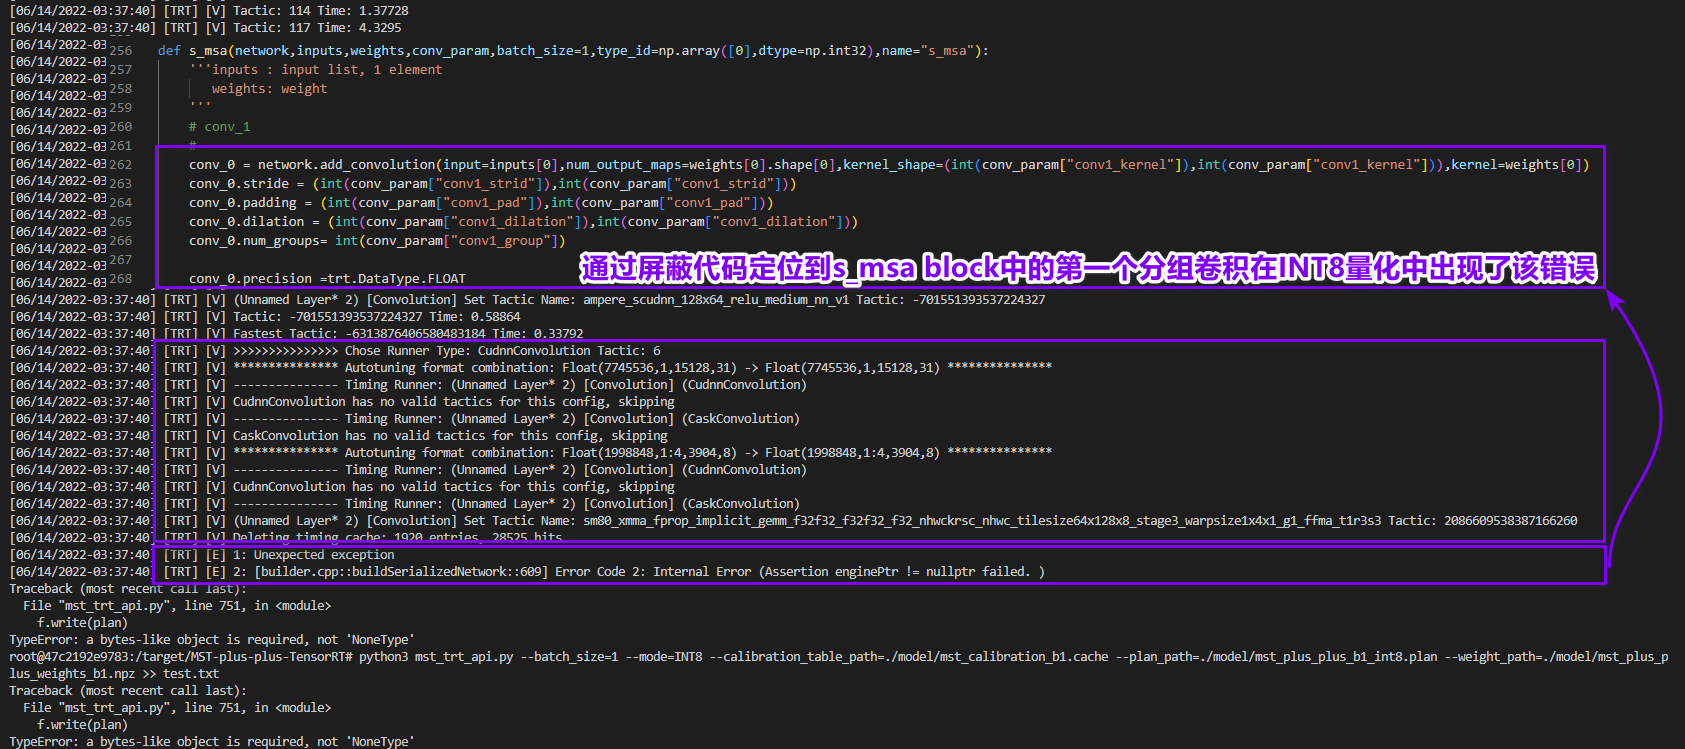 [06/14/2022-03:37:40] [TRT] [V] Tactic: 114 Time: 1.37728
[06/14/2022-03:37:40] [TRT] [V] Tactic: 117 Time: 4.3295
[06/14/2022-03 256 def s_msa(network,inputs,weights,conv_param,batch_size=1,type_id=np.array([0],dtype=np.int32),name="s_msa"):
[06/14/2022-03 257 '''inputs : input list, 1 element
[06/14/2022-03 258 weights: weight
[06/14/2022-03 259 '''
[06/14/2022-03 260 # conv_1
[06/14/2022-03 261 #
[06/14/2022-03 262 conv_0 = network.add_convolution(input=inputs[0],num_output_maps=weights[0].shape[0],kernel_shape=(int(conv_param["conv1_kernel"]),int(conv_param["conv1_kernel"])),kernel=weights[0])
[06/14/2022-03 263 conv_0.stride = (int(conv_param["conv1_strid"]),int(conv_param["conv1_strid"]))
[06/14/2022-03 264 conv_0.padding = (int(conv_param["conv1_pad"]),int(conv_param["conv1_pad"]))
[06/14/2022-03 265 conv_0.dilation = (int(conv_param["conv1_dilation"]),int(conv_param["conv1_dilation"]))
[06/14/2022-03 266 conv_0.num_groups= int(conv_param["conv1_group"])
[06/14/2022-03 267
通过屏蔽代码定位到s_msa block中的第一个分组卷积在INT8量化中出现了该错误
[06/14/2022-03 268 conv_0.precision =trt.DataType.FLOAT
[06/14/2022-03:37:40] [TRT] [V] (Unnamed Layer* 2) [Convolution] Set Tactic Name: ampere_scudnn_128x64_relu_medium_nn_v1 Tactic: -701551393537224327
[06/14/2022-03:37:40] [TRT] [V] Tactic: -701551393537224327 Time: 0.58864
[06/14/2022-03:37:40] [TRT] [V] Fastest Tactic: -6313876406580483184 Time: 0.33792
[06/14/2022-03:37:40] [TRT] [V] >>>>>>>>>>>>>>> Chose Runner Type: CudnnConvolution Tactic: 6
[06/14/2022-03:37:40] [TRT] [V] *************** Autotuning format combination: Float(7745536,1,15128,31) -> Float(7745536,1,15128,31) ***************
[06/14/2022-03:37:40] [TRT] [V] --------------- Timing Runner: (Unnamed Layer* 2) [Convolution] (CudnnConvolution)
[06/14/2022-03:37:40] [TRT] [V] CudnnConvolution has no valid tactics for this config, skipping
[06/14/2022-03:37:40] [TRT] [V] --------------- Timing Runner: (Unnamed Layer* 2) [Convolution] (CaskConvolution)
[06/14/2022-03:37:40] [TRT] [V] CaskConvolution has no valid tactics for this config, skipping
[06/14/2022-03:37:40] [TRT] [V] *************** Autotuning format combination: Float(1998848,1:4,3904,8) -> Float(1998848,1:4,3904,8) ***************
[06/14/2022-03:37:40] [TRT] [V] --------------- Timing Runner: (Unnamed Layer* 2) [Convolution] (CudnnConvolution)
[06/14/2022-03:37:40] [TRT] [V] CudnnConvolution has no valid tactics for this config, skipping
[06/14/2022-03:37:40] [TRT] [V] --------------- Timing Runner: (Unnamed Layer* 2) [Convolution] (CaskConvolution)
[06/14/2022-03:37:40] [TRT] [V] (Unnamed Layer* 2) [Convolution] Set Tactic Name: sm80_xmma_fprop_implicit_gemm_f32f32_f32f32_f32_nhwckrsc_nhwc_tilesize64x128x8_stage3_warpsize1x4x1_g1_ffma_t1r3s3 Tactic: 2086609538387166260
[06/14/2022-03:37:40] [TRT] [V] Deleting timing cache: 1920 entries, 28525 hits
[06/14/2022-03:37:40] [TRT] [E] 1: Unexpected exception
[06/14/2022-03:37:40] [TRT] [E] 2: [builder.cpp::buildSerializedNetwork::609] Error Code 2: Internal Error (Assertion enginePtr != nullptr failed. )
Traceback (most recent call last):
File "mst_trt_api.py", line 751, in <module>
f.write(plan)
TypeError: a bytes-like object is required, not 'NoneType'
root@47c2192e9783:/target/MST-plus-plus-TensorRT# python3 mst_trt_api.py --batch_size=1 --mode=INT8 --calibration_table_path=./model/mst_calibration_b1.cache --plan_path=./model/mst_plus_plus_b1_int8.plan --weight_path=./model/mst_plus_p
lus_weights_b1.npz >> test.txt
Traceback (most recent call last):
File "mst_trt_api.py", line 751, in <module>
f.write(plan)
TypeError: a bytes-like object is required, not 'NoneType'